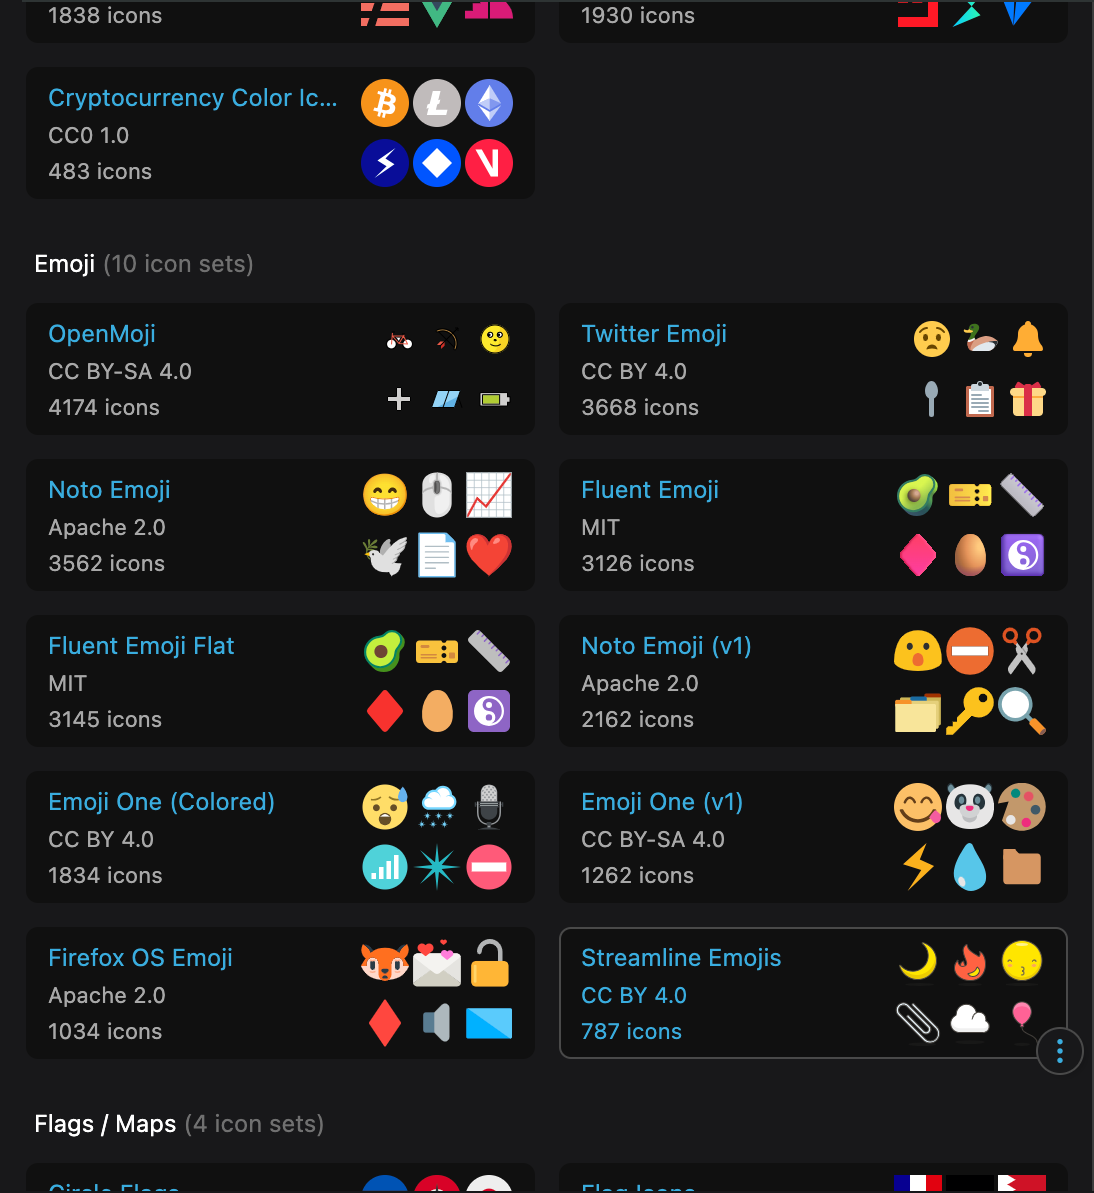 1838 icons
1930 icons
Cryptocurrency Color Ic...
CC0 1.0
483 icons
Emoji (10 icon sets)
OpenMoji
CC BY-SA 4.0
4174 icons
Twitter Emoji
CC BY 4.0
3668 icons
Noto Emoji
Apache 2.0
3562 icons
Fluent Emoji
MIT
3126 icons
Fluent Emoji Flat
MIT
3145 icons
Noto Emoji (v1)
Apache 2.0
2162 icons
Emoji One (Colored)
CC BY 4.0
1834 icons
Emoji One (v1)
CC BY-SA 4.0
1262 icons
Firefox OS Emoji
Apache 2.0
1034 icons
Streamline Emojis
CC BY 4.0
787 icons
Flags / Maps (4 icon sets)
Circle Flags
Flag Icons